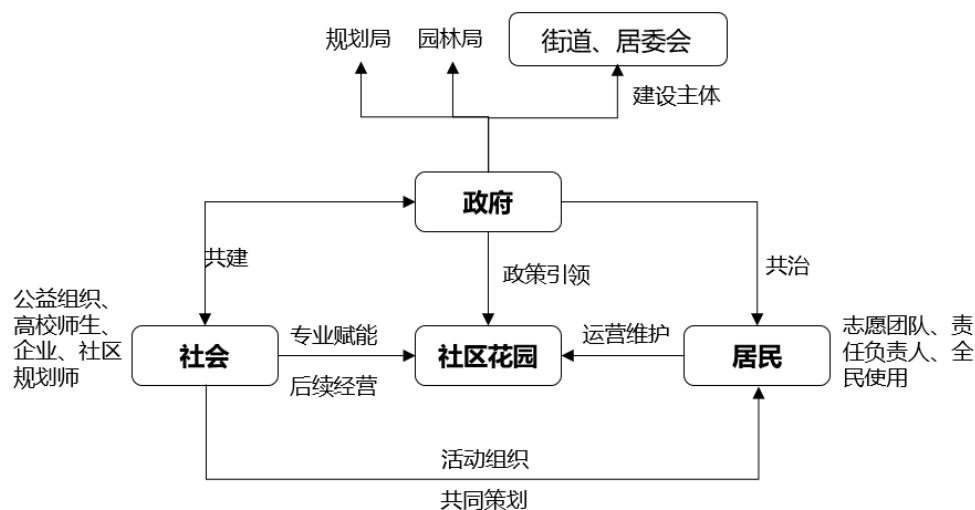 规划局
园林局
街道、居委会
建设主体
政府
共建
政策引领
共治
公益组织、
高校师生、
企业、社区
规划师
社会
专业赋能
后续经营
社区花园
运营维护
居民
志愿团队、责
任负责人、全
民使用
活动组织
共同策划